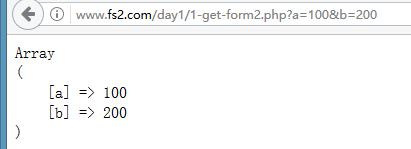 www.fs2.com/day1/1-get-form2.php?a=100&b=200
Array
(
    [a] => 100
    [b] => 200
)